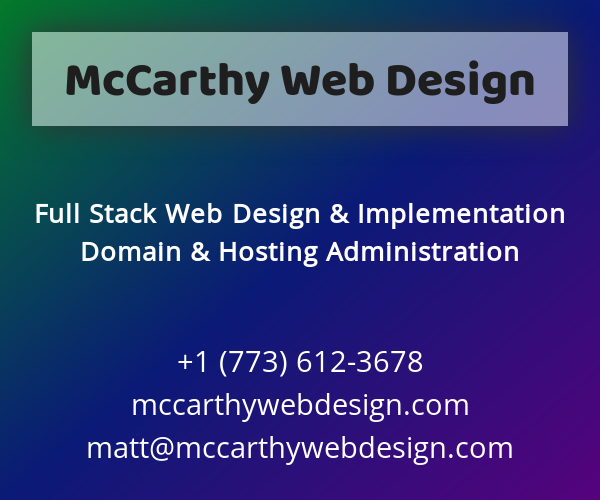 McCarthy Web Design
Full Stack Web Design & Implementation
Domain & Hosting Administration
+1 (773) 612-3678
mccarthywebdesign.com
matt@mccarthywebdesign.com